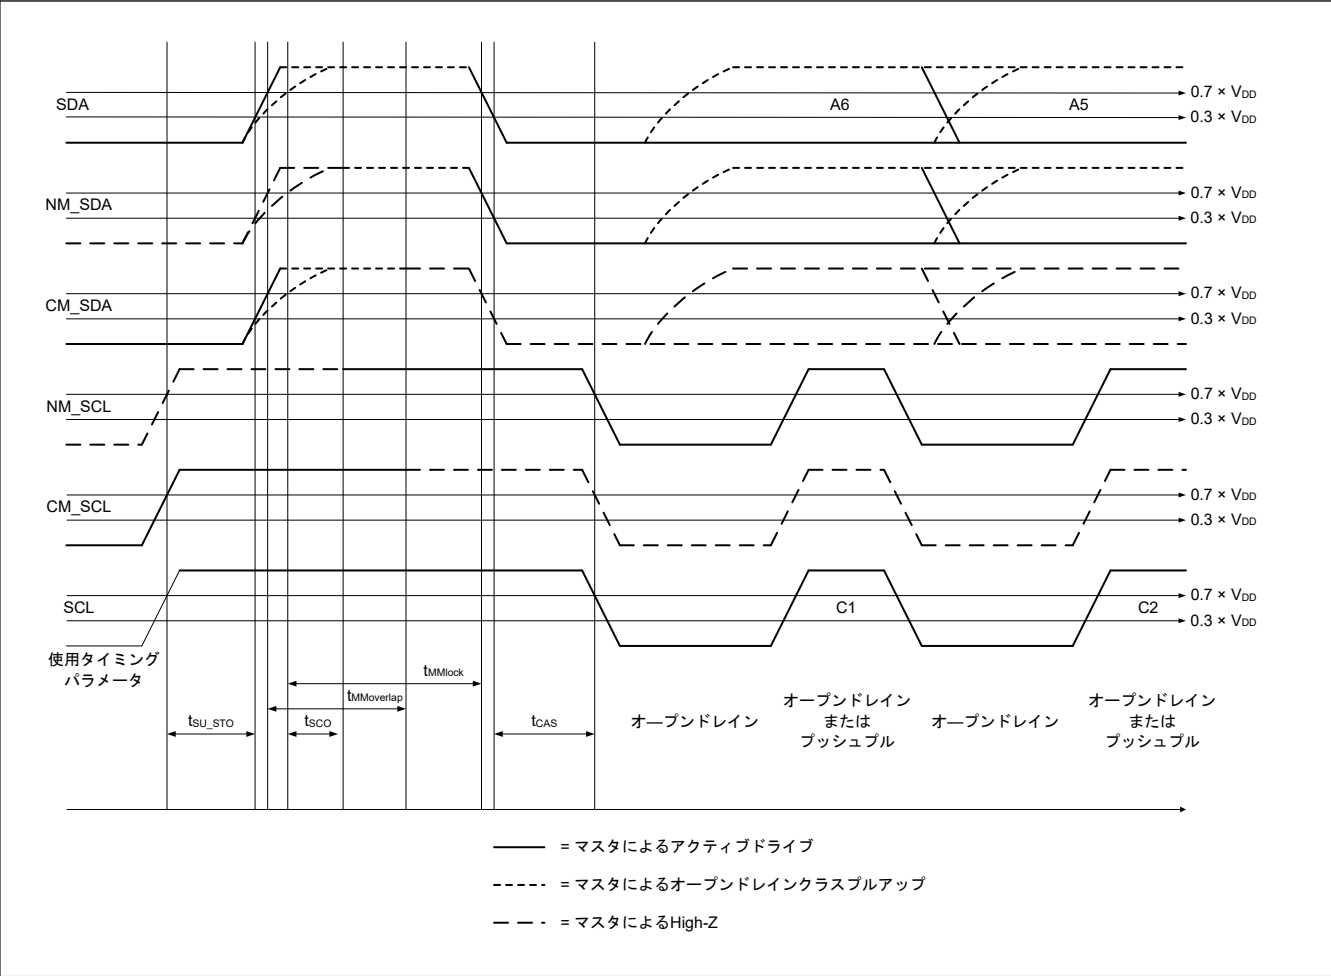 SDA
A6
A5
0.7 × VDD
0.3 × VDD
NM_SDA
0.7 × VDD
0.3 × VDD
CM_SDA
0.7 × VDD
0.3 × VDD
NM_SCL
0.7 × VDD
0.3 × VDD
CM_SCL
0.7 × VDD
0.3 × VDD
SCL
C1
C2
0.7 × VDD
0.3 × VDD
使用タイミング
パラメータ
tMMlock
tMMoverlap
tSU_STO
tSCO
tCAS
オープンドレイン
オープンドレイン
または
プッシュプル
オープンドレイン
オープンドレイン
または
プッシュプル
= マスタによるアクティブドライブ
= マスタによるオープンドレインクラスプルアップ
= マスタによるHigh-Z